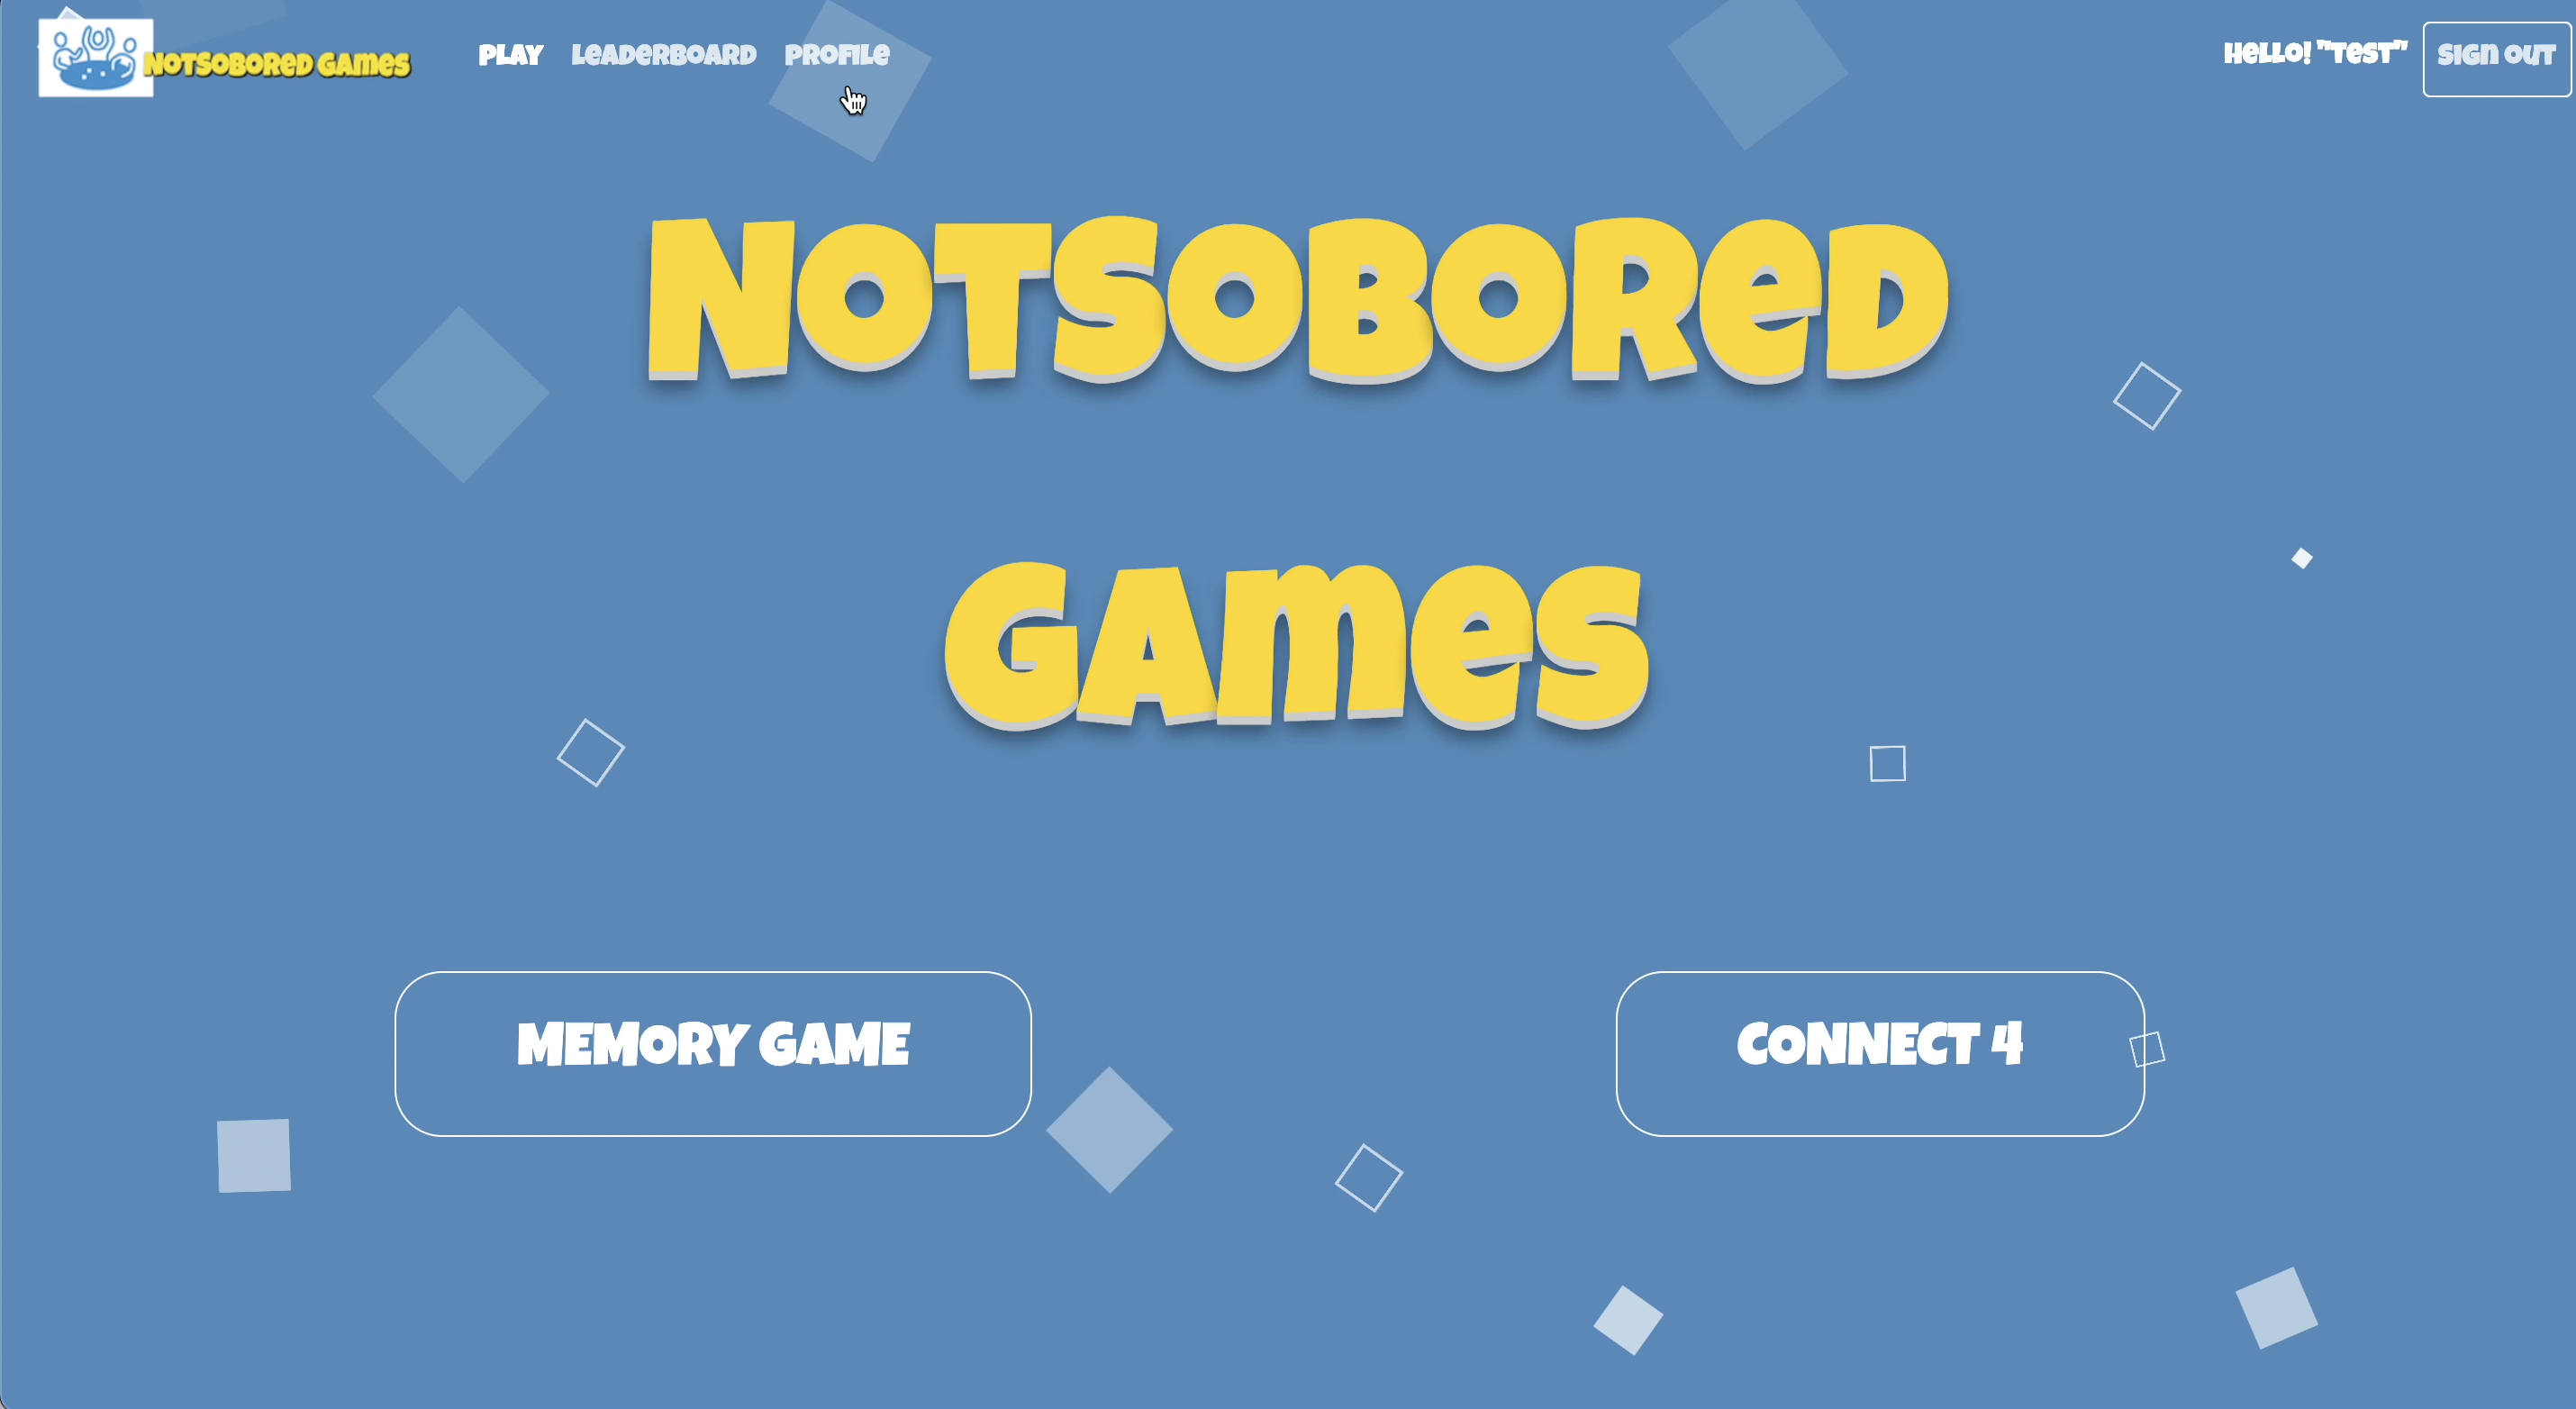 NOTSOBORED GAMES
PLAY LEADERBOARD PROFILE
Hello! "Test" Sign Out
NOTSOBORED
GAMES
MEMORY GAME
CONNECT 4